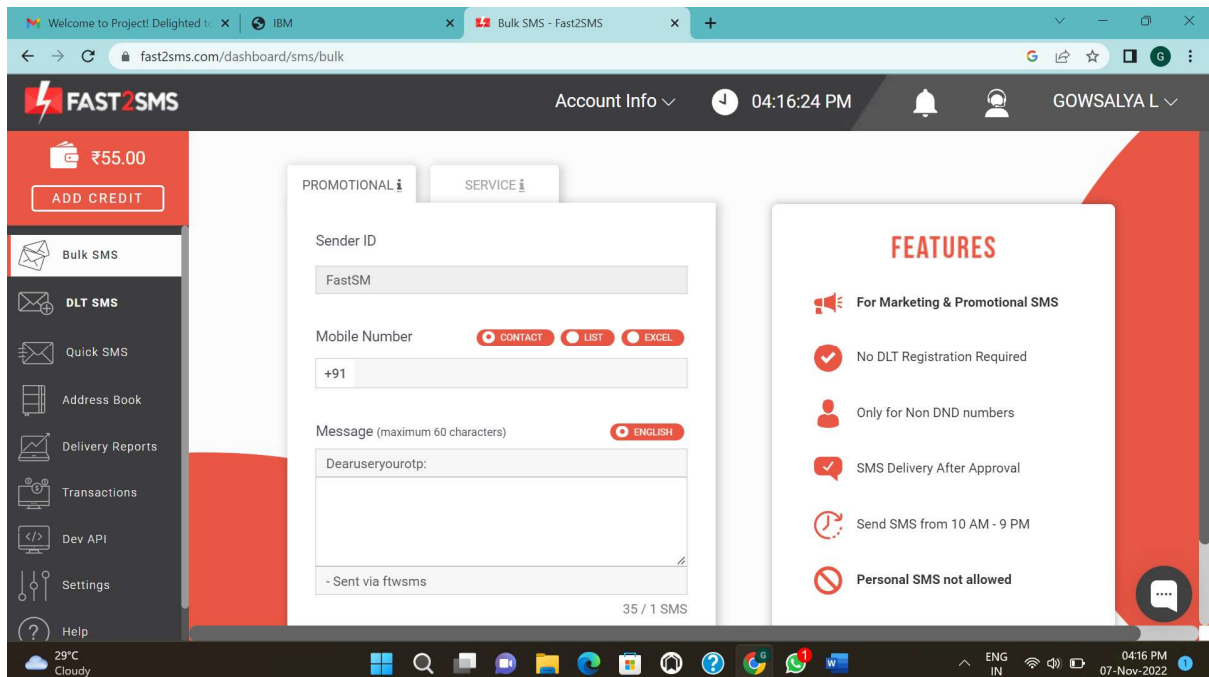 Welcome to Project! Delighted to
IBM
Bulk SMS - Fast2SMS
fast2sms.com/dashboard/sms/bulk
G
FAST2SMS
Account Info
04:16:24 PM
GOWSALYA L
₹55.00
ADD CREDIT
Bulk SMS
DLT SMS
Quick SMS
Address Book
Delivery Reports
Transactions
Dev API
Settings
Help
PROMOTIONAL i
SERVICE i
Sender ID
FastSM
Mobile Number
CONTACT
LIST
EXCEL
+91
Message (maximum 60 characters)
ENGLISH
Dearuseryourotp:
- Sent via ftwsms
35 / 1 SMS
FEATURES
For Marketing & Promotional SMS
No DLT Registration Required
Only for Non DND numbers
SMS Delivery After Approval
Send SMS from 10 AM - 9 PM
Personal SMS not allowed
29°C
Cloudy
1
ENG
IN
04:16 PM
07-Nov-2022
1